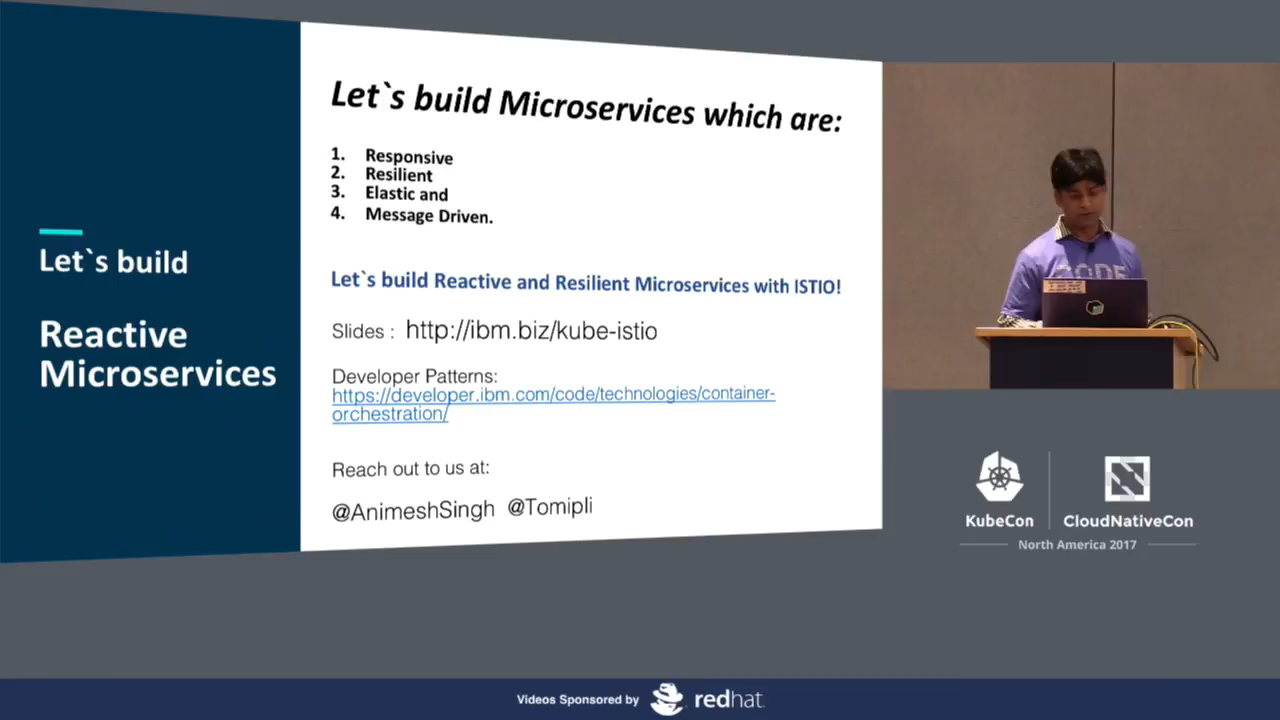 Let`s build
Reactive
Microservices
Let`s build Microservices which are:
1. Responsive
2. Resilient
3. Elastic and
4. Message Driven.
Let`s build Reactive and Resilient Microservices with ISTIO!
Slides : http://ibm.biz/kube-istio
Developer Patterns:
https://developer.ibm.com/code/technologies/container-
orchestration/
Reach out to us at:
@AnimeshSingh @Tomipli
CODE
KubeCon
CloudNativeCon
North America 2017
Videos Sponsored by
redhat.